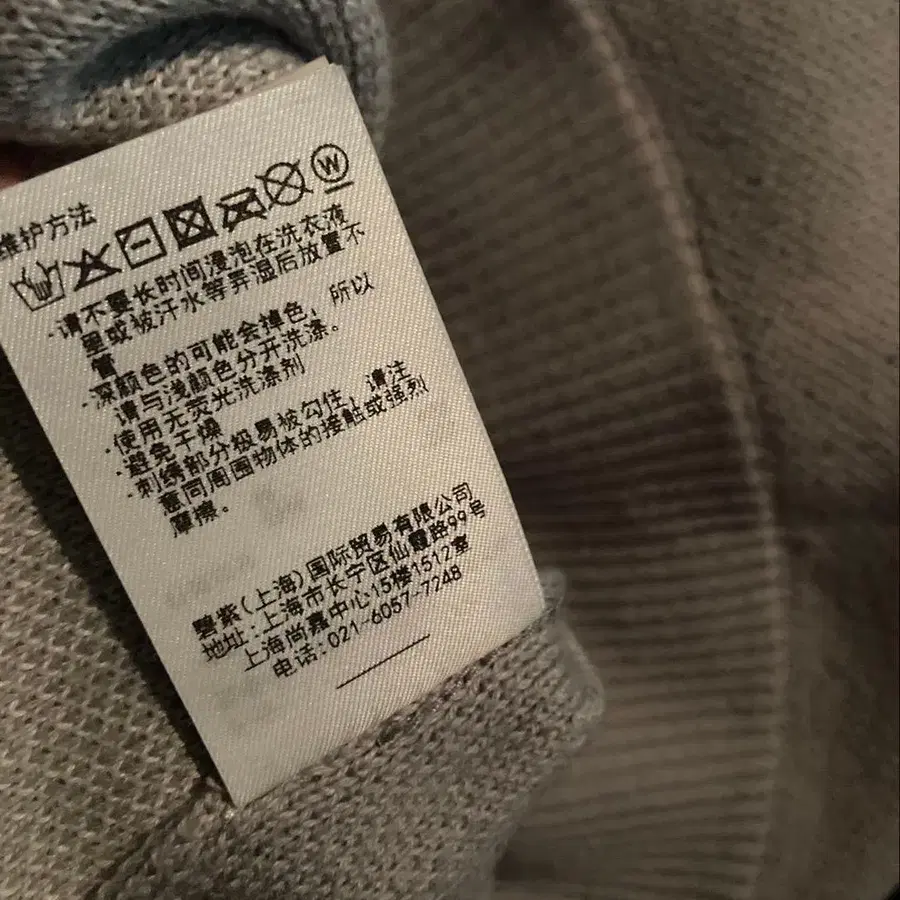 维护方法
W
·请不要长时间浸泡在洗衣液
里或被汗水等弄湿后放置不
管
·深颜色的可能会掉色，所以
请与浅颜色分开洗涤。
·使用无荧光洗涤剂
·避免干燥
·刺绣部分极易被勾住，请注
意同周围物体的接触或强烈
摩擦。
碧紫(上海)国际贸易有限公司
地址:上海市长宁区仙霞路99号
上海尚嘉中心15楼1512室
电话:021-6057-7248